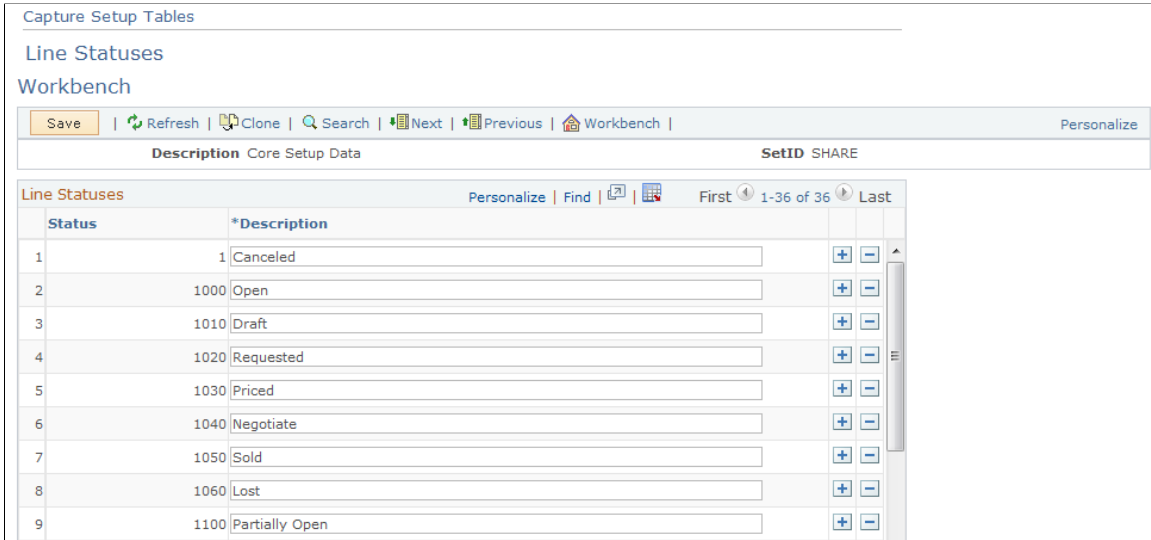 Capture Setup Tables
Line Statuses
Workbench
Save | Refresh | Clone | Search | Next | Previous | Workbench | Personalize
Description Core Setup Data SetID SHARE
Line Statuses Personalize | Find | | First 1-36 of 36 Last
Status *Description
1 1 Canceled
2 1000 Open
3 1010 Draft
4 1020 Requested
5 1030 Priced
6 1040 Negotiate
7 1050 Sold
8 1060 Lost
9 1100 Partially Open